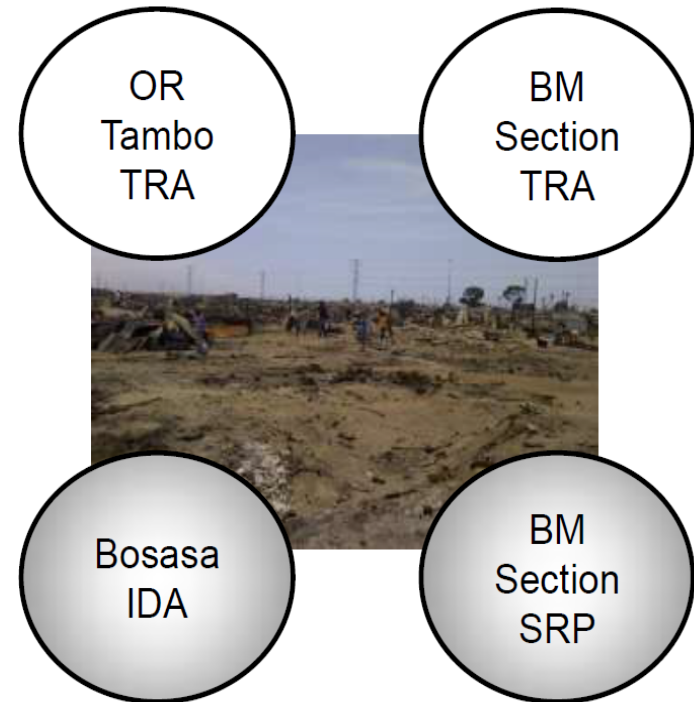 OR
Tambo
TRA
BM
Section
TRA
Bosasa
IDA
BM
Section
SRP